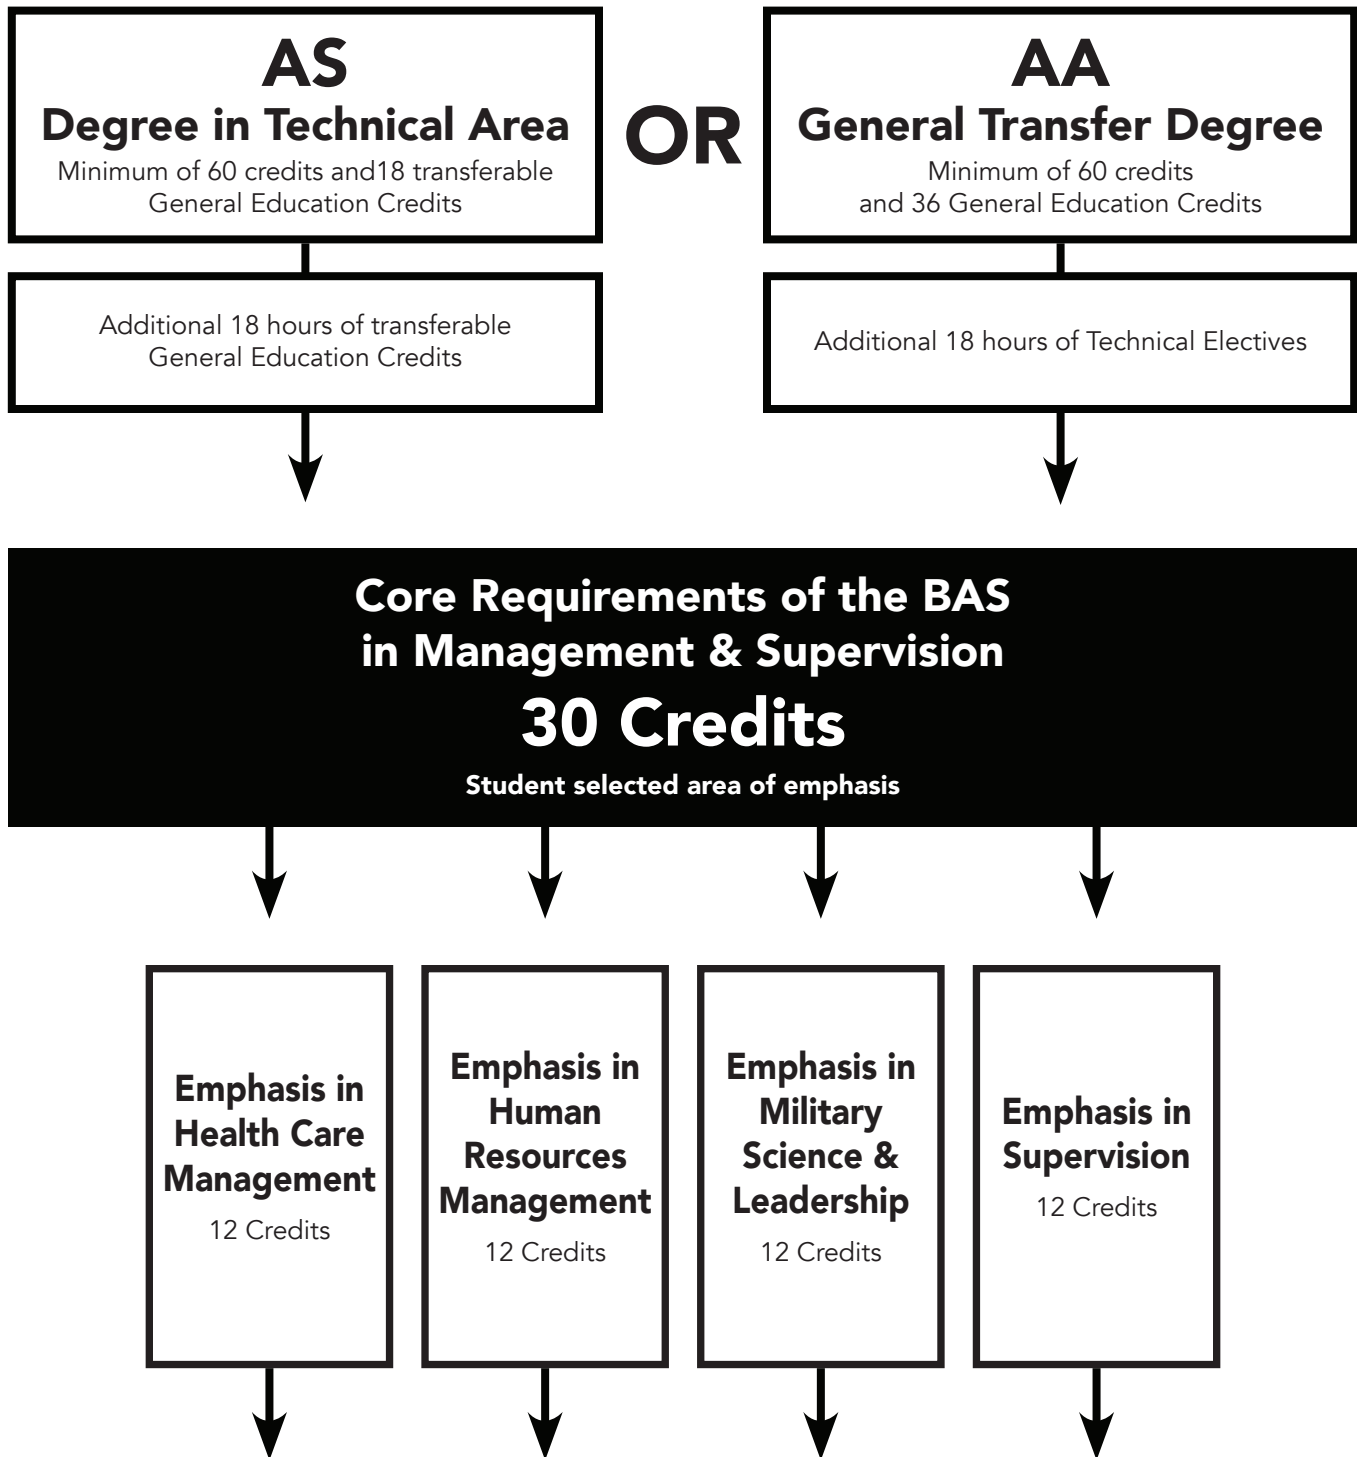 AS
Degree in Technical Area
Minimum of 60 credits and18 transferable
General Education Credits
OR
AA
General Transfer Degree
Minimum of 60 credits
and 36 General Education Credits
Additional 18 hours of transferable
General Education Credits
Additional 18 hours of Technical Electives
Core Requirements of the BAS
in Management & Supervision
30 Credits
Student selected area of emphasis
Emphasis in
Health Care
Management
12 Credits
Emphasis in
Human
Resources
Management
12 Credits
Emphasis in
Military
Science &
Leadership
12 Credits
Emphasis in
Supervision
12 Credits